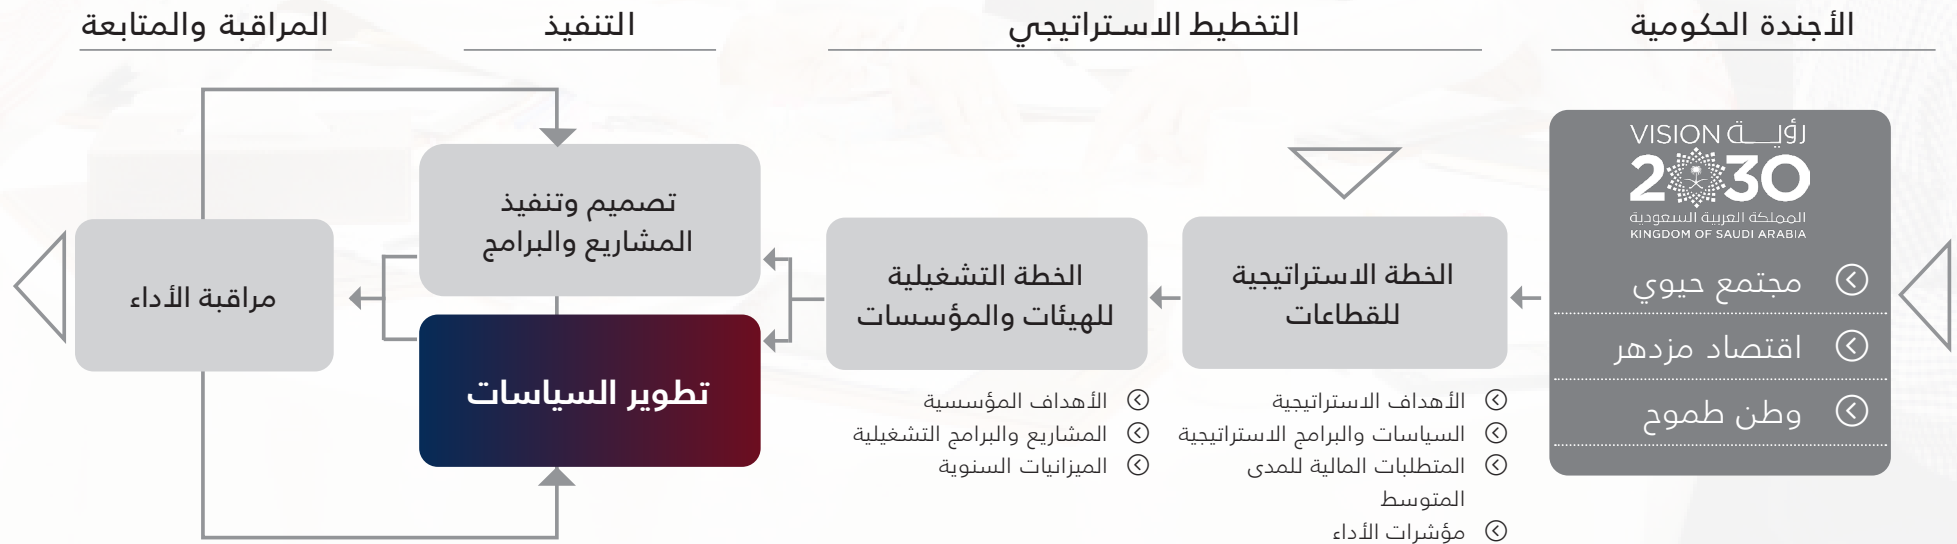 الأجندة الحكومية
التخطيط الاستراتيجي
التنفيذ
المراقبة والمتابعة
VISION رؤيــة
2030
المملكة العربية السعودية
KINGDOM OF SAUDI ARABIA
مجتمع حيوي
اقتصاد مزدهر
وطن طموح
الخطة الاستراتيجية
للقطاعات
الأهداف الاستراتيجية
السياسات والبرامج الاستراتيجية
المتطلبات المالية للمدى
المتوسط
مؤشرات الأداء
الخطة التشغيلية
للهيئات والمؤسسات
الأهداف المؤسسية
المشاريع والبرامج التشغيلية
الميزانيات السنوية
تصميم وتنفيذ
المشاريع والبرامج
تطوير السياسات
مراقبة الأداء